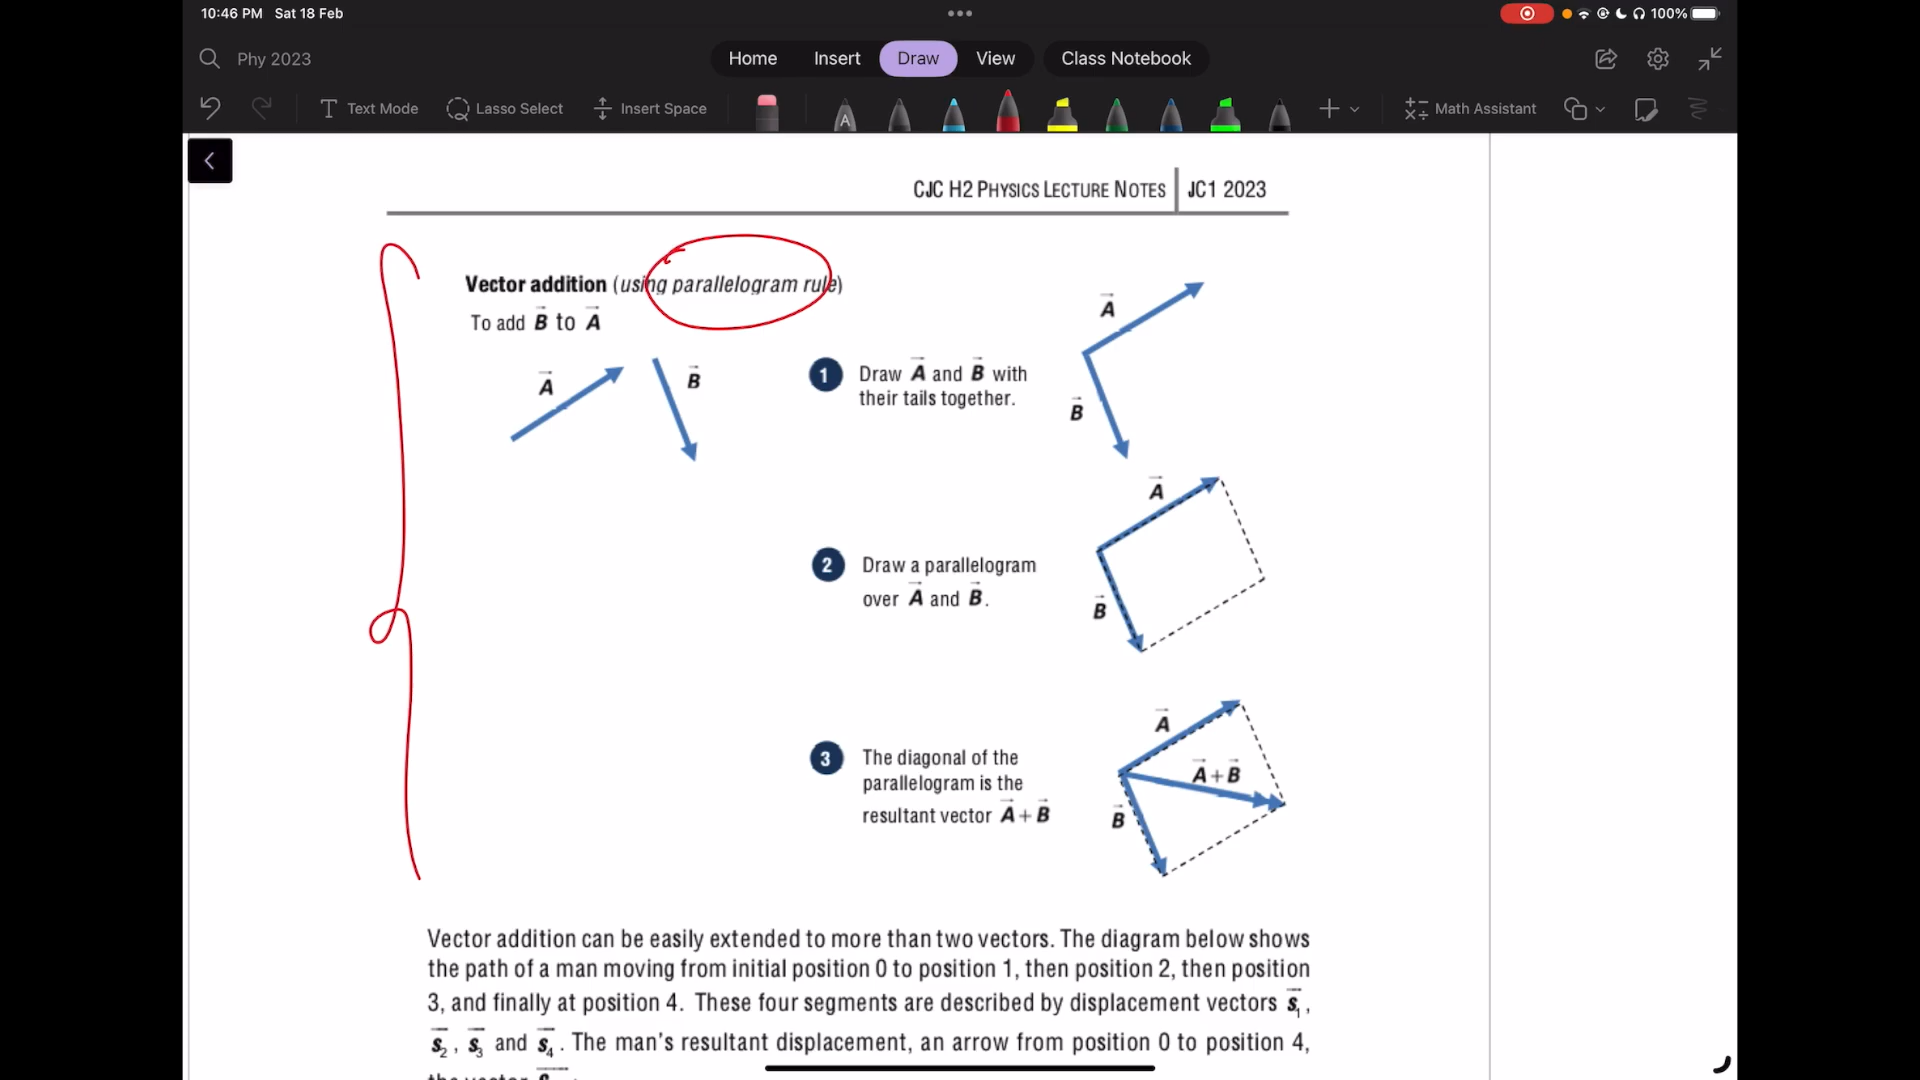 10:46 PM Sat 18 Feb
100%
Phy 2023
Home Insert Draw View Class Notebook
Text Mode Lasso Select Insert Space A Math Assistant
CJC H2 PHYSICS LECTURE NOTES JC1 2023
Vector addition (using parallelogram rule)
To add B⃗ to A⃗
A⃗
B⃗
1 Draw A⃗ and B⃗ with
their tails together.
A⃗
B⃗
2 Draw a parallelogram
over A⃗ and B⃗.
A⃗
B⃗
3 The diagonal of the
parallelogram is the
resultant vector A⃗ + B⃗
A⃗
A⃗ + B⃗
B⃗
Vector addition can be easily extended to more than two vectors. The diagram below shows
the path of a man moving from initial position 0 to position 1, then position 2, then position
3, and finally at position 4. These four segments are described by displacement vectors s₁,
s₂, s₃ and s₄. The man's resultant displacement, an arrow from position 0 to position 4,
the vector